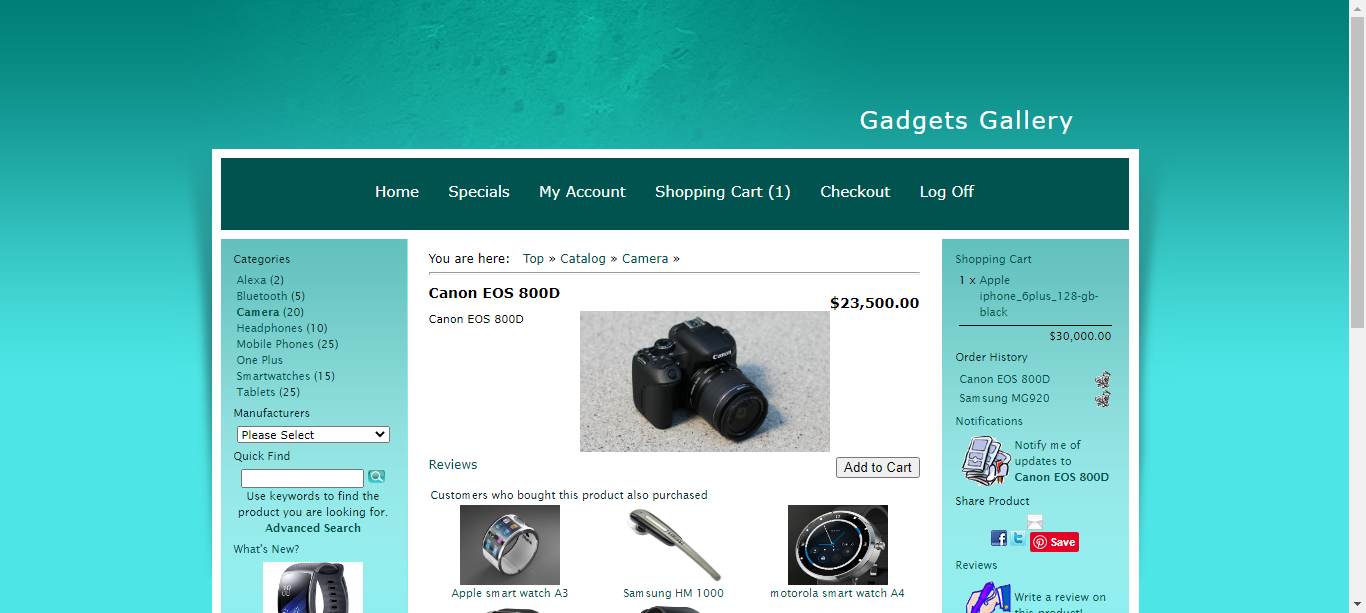 Gadgets Gallery
Home Specials My Account Shopping Cart (1) Checkout Log Off
Categories
Alexa (2)
Bluetooth (5)
Camera (20)
Headphones (10)
Mobile Phones (25)
One Plus
Smartwatches (15)
Tablets (25)
Manufacturers
Please Select
Quick Find
Use keywords to find the
product you are looking for.
Advanced Search
What's New?
You are here: Top » Catalog » Camera »
Canon EOS 800D
$23,500.00
Canon EOS 800D
Canon
Reviews
Add to Cart
Customers who bought this product also purchased
Apple smart watch A3
Samsung HM 1000
motorola smart watch A4
Shopping Cart
1 x Apple
iphone_6plus_128-gb-
black
$30,000.00
Order History
Canon EOS 800D
Samsung MG920
Notifications
Notify me of
updates to
Canon EOS 800D
Share Product
Save
Reviews
Write a review on
this product!